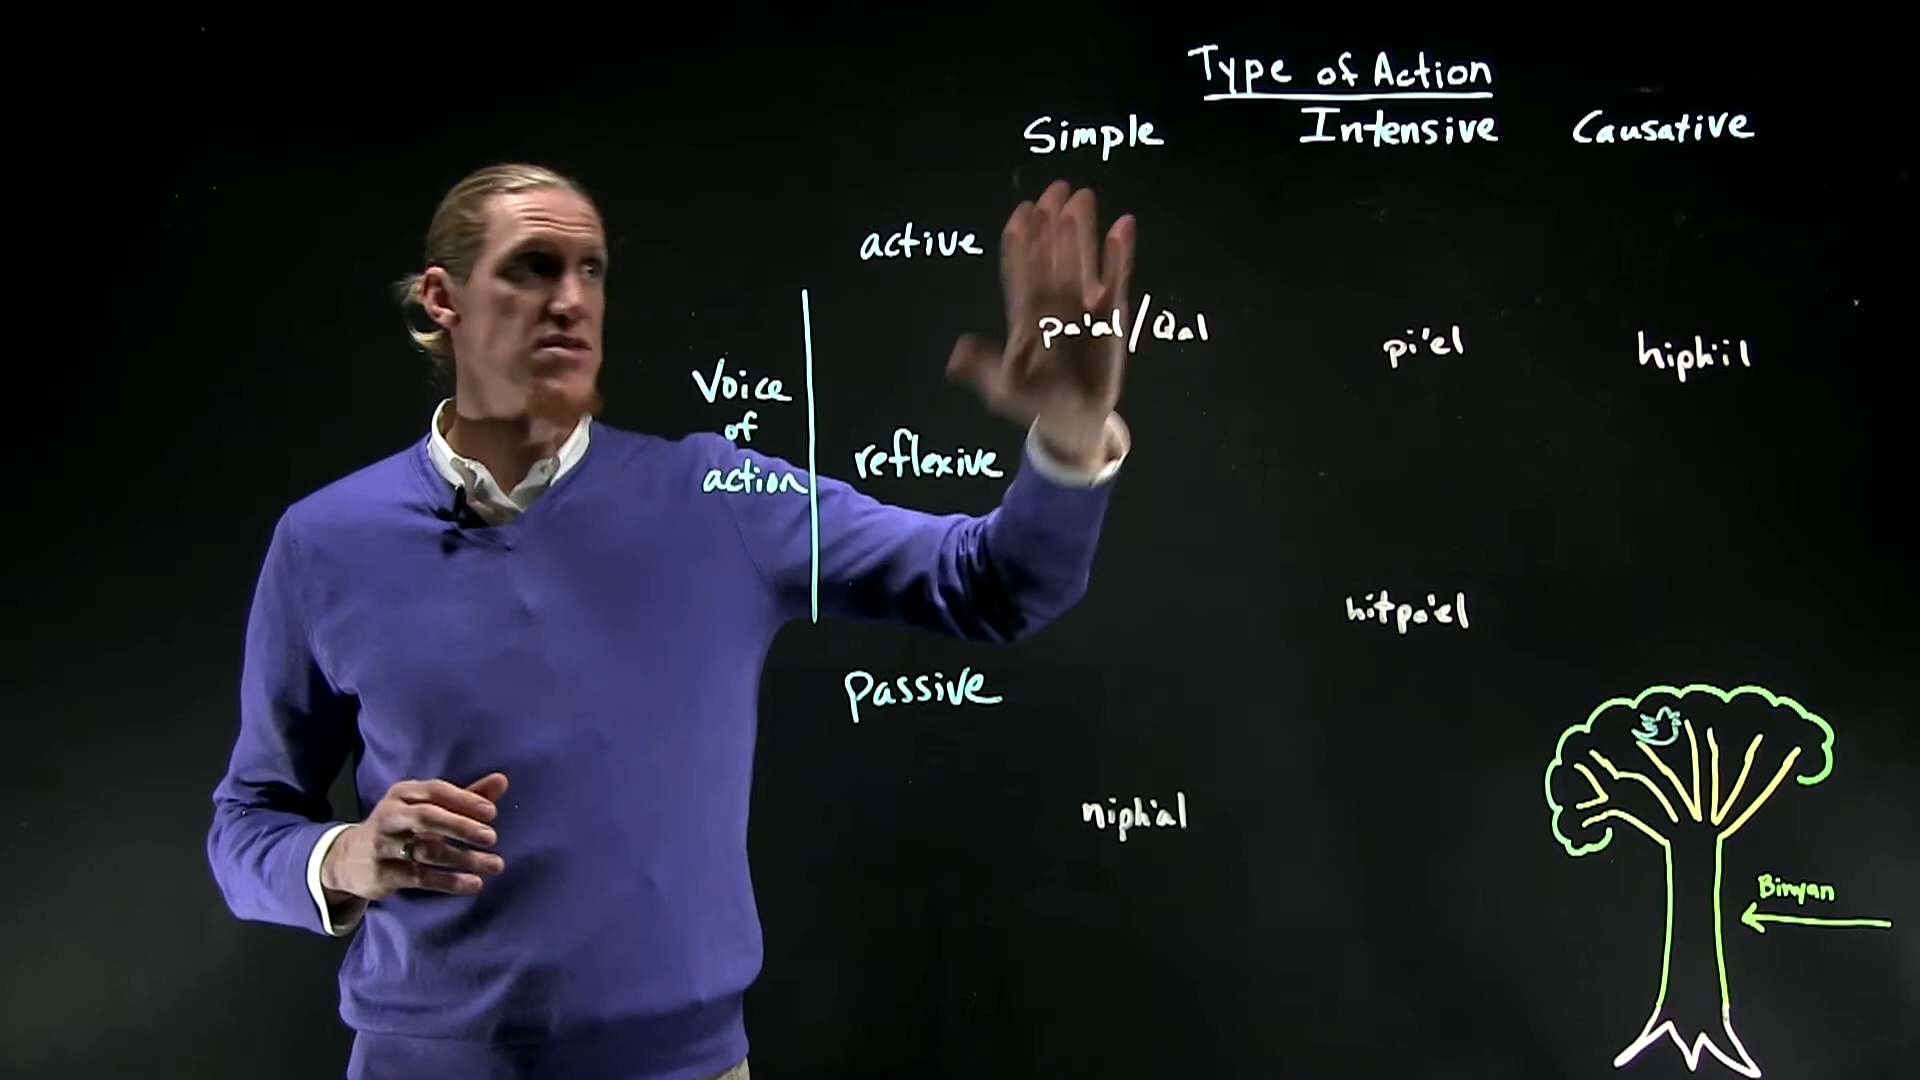 Type of Action
Simple Intensive Causative
active
pa'al/Qal pi'el hiph'il
Voice
of
action
reflexive
hitpa'el
passive
niph'al
Binyan